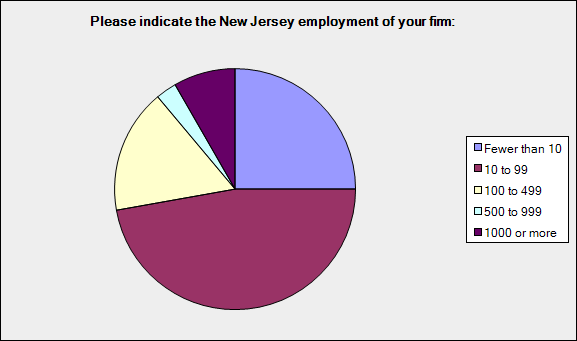 Please indicate the New Jersey employment of your firm:
Fewer than 10
10 to 99
100 to 499
500 to 999
1000 or more